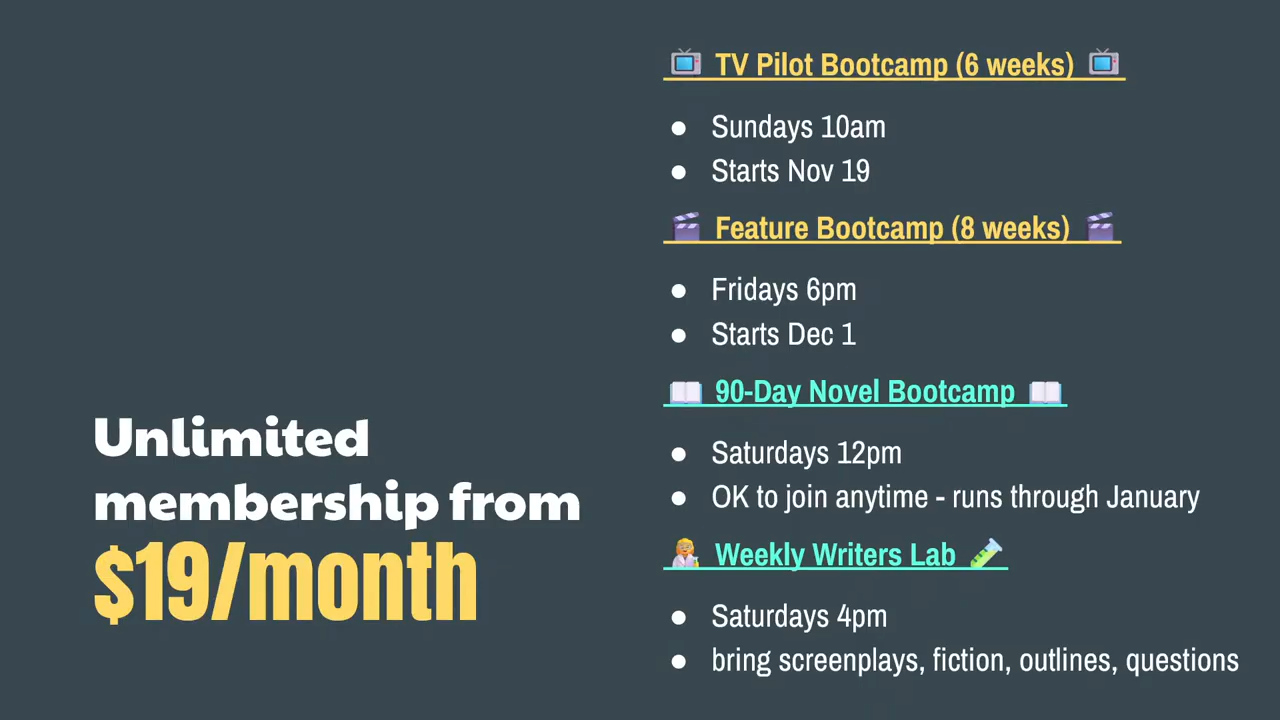 Unlimited
membership from
$19/month
📺 TV Pilot Bootcamp (6 weeks) 📺
● Sundays 10am
● Starts Nov 19
🎬 Feature Bootcamp (8 weeks) 🎬
● Fridays 6pm
● Starts Dec 1
📖 90-Day Novel Bootcamp 📖
● Saturdays 12pm
● OK to join anytime - runs through January
👩‍🔬 Weekly Writers Lab 🧪
● Saturdays 4pm
● bring screenplays, fiction, outlines, questions